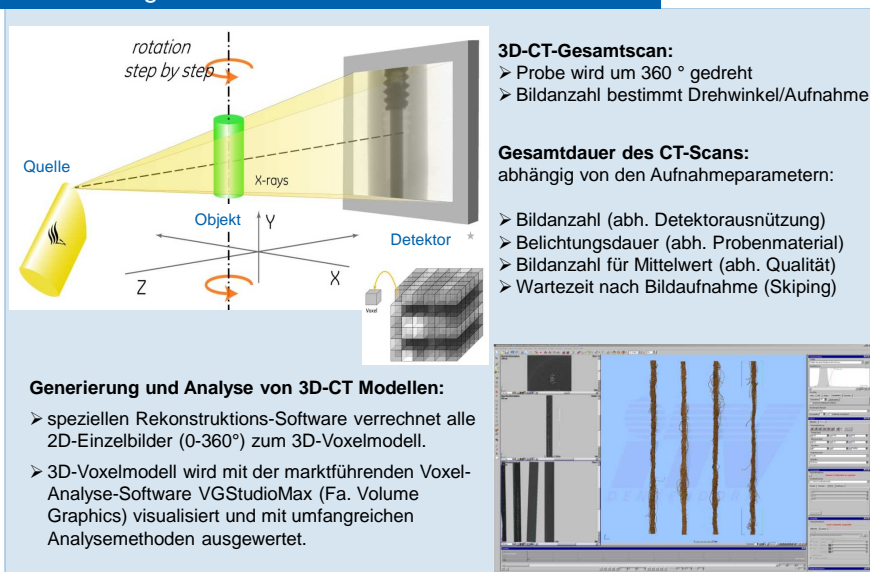 rotation
step by step
Quelle
X-rays
Objekt
Y
Detektor
Z
X
Voxel
3D-CT-Gesamtscan:
➢ Probe wird um 360 ° gedreht
➢ Bildanzahl bestimmt Drehwinkel/Aufnahme
Gesamtdauer des CT-Scans:
abhängig von den Aufnahmeparametern:
➢ Bildanzahl (abh. Detektorausnützung)
➢ Belichtungsdauer (abh. Probenmaterial)
➢ Bildanzahl für Mittelwert (abh. Qualität)
➢ Wartezeit nach Bildaufnahme (Skiping)
Generierung und Analyse von 3D-CT Modellen:
➢ speziellen Rekonstruktions-Software verrechnet alle
2D-Einzelbilder (0-360°) zum 3D-Voxelmodell.
➢ 3D-Voxelmodell wird mit der marktführenden Voxel-
Analyse-Software VGStudioMax (Fa. Volume
Graphics) visualisiert und mit umfangreichen
Analysemethoden ausgewertet.